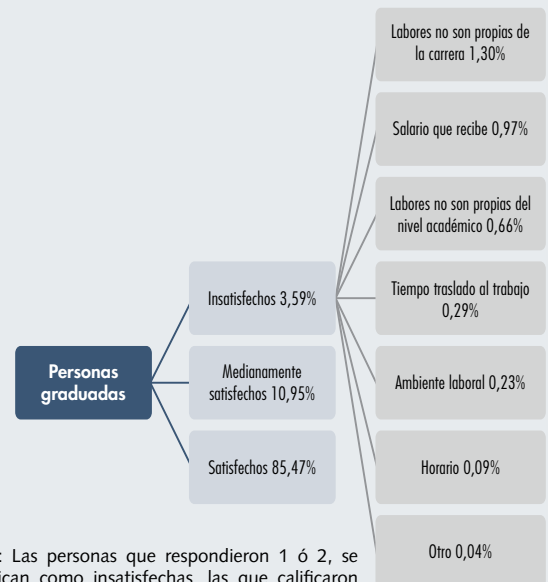 Labores no son propias de
la carrera 1,30%
Salario que recibe 0,97%
Labores no son propias del
nivel académico 0,66%
Insatisfechos 3,59%
Tiempo traslado al trabajo
0,29%
Personas
graduadas
Medianamente
satisfechos 10,95%
Ambiente laboral 0,23%
Satisfechos 85,47%
Horario 0,09%
Otro 0,04%
: Las personas que respondieron 1 ó 2, se
como insatisfechas, las que calificaron